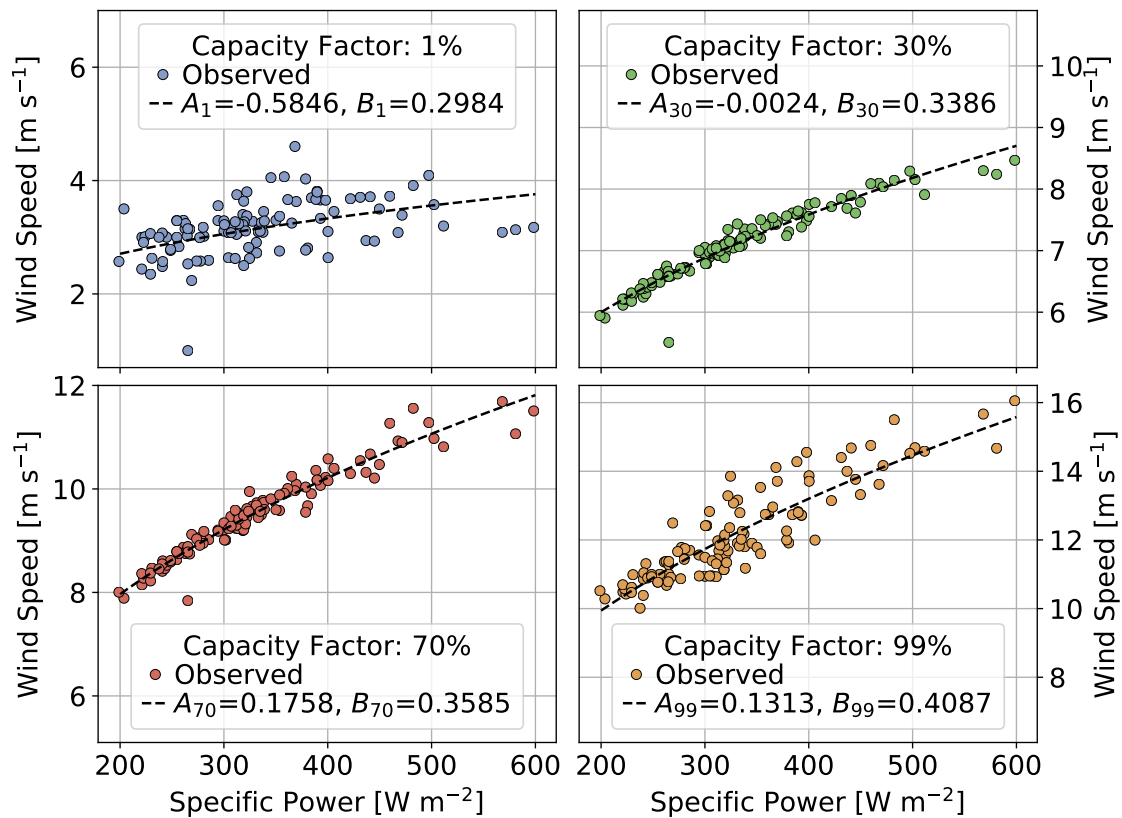 Capacity Factor: 1%
Observed
A₁=-0.5846, B₁=0.2984
6
4
2
Wind Speed [m s⁻¹]
Capacity Factor: 30%
Observed
A₃₀=-0.0024, B₃₀=0.3386
10
9
8
7
6
Wind Speed [m s⁻¹]
12
10
8
6
Wind Speed [m s⁻¹]
Capacity Factor: 70%
Observed
A₇₀=0.1758, B₇₀=0.3585
200 300 400 500 600
Specific Power [W m⁻²]
16
14
12
10
8
Wind Speed [m s⁻¹]
Capacity Factor: 99%
Observed
A₉₉=0.1313, B₉₉=0.4087
200 300 400 500 600
Specific Power [W m⁻²]